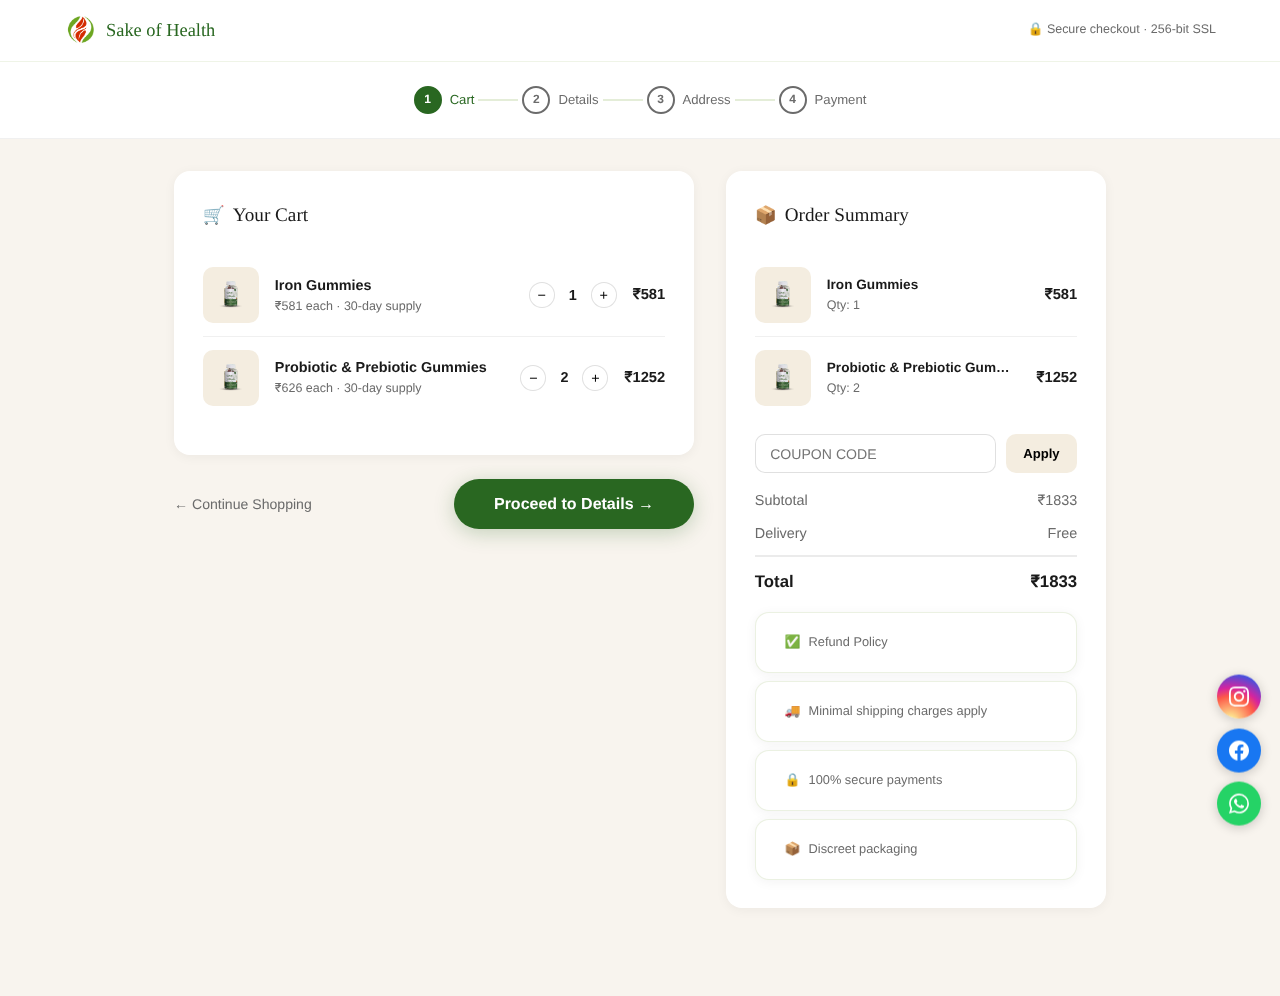 Sake of Health
🔒 Secure checkout · 256-bit SSL
1 Cart 2 Details 3 Address 4 Payment
🛒 Your Cart
Iron Gummies
₹581 each · 30-day supply
− 1 + ₹581
Probiotic & Prebiotic Gummies
₹626 each · 30-day supply
− 2 + ₹1252
← Continue Shopping
Proceed to Details →
📦 Order Summary
Iron Gummies
Qty: 1
₹581
Probiotic & Prebiotic Gum...
Qty: 2
₹1252
COUPON CODE
Apply
Subtotal ₹1833
Delivery Free
Total ₹1833
✅ Refund Policy
🚚 Minimal shipping charges apply
🔒 100% secure payments
📦 Discreet packaging